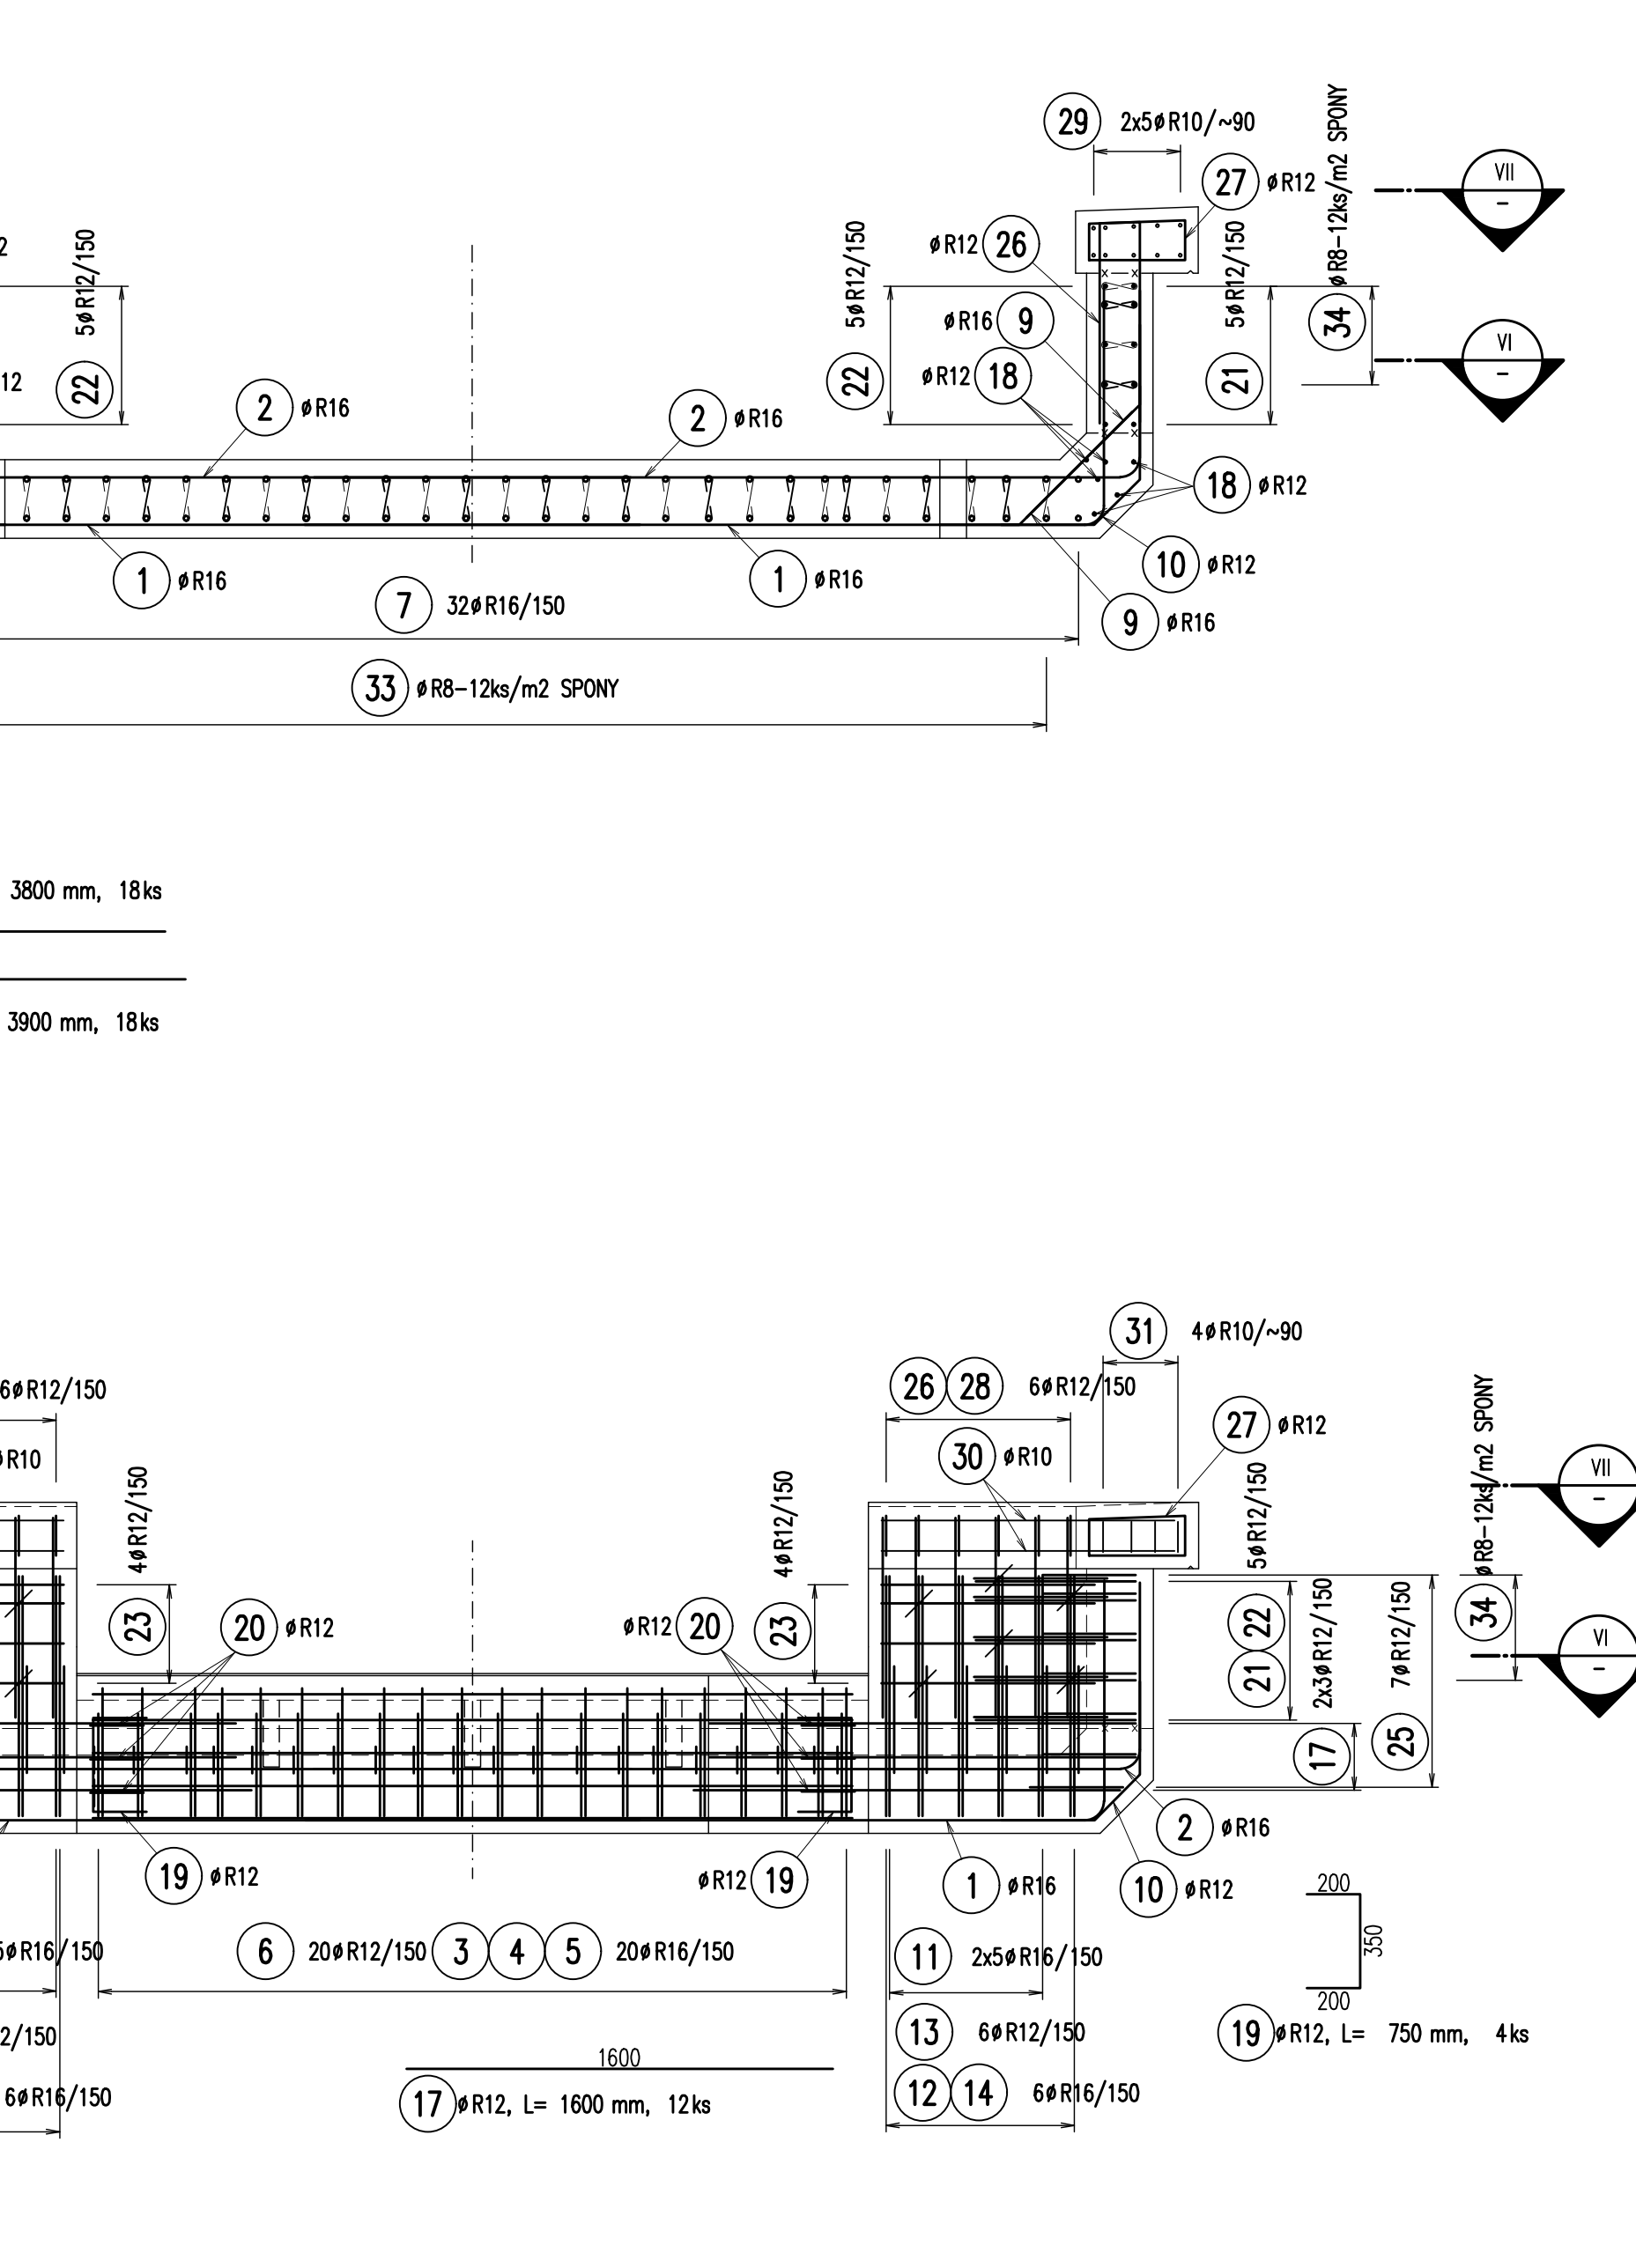 29 2x5øR10/~90
øR8-12ks/m2 SPONY
34
VII
-
27 øR12
øR12 26
5øR12/150
22
5øR12/150
22
5øR12/150
21
øR16 9
VI
-
øR12 18
12
2 øR16
2 øR16
18 øR12
10 øR12
1 øR16
1 øR16
7 32øR16/150
9 øR16
33 øR8-12ks/m2 SPONY
3800 mm, 18ks
3900 mm, 18ks
31 4øR10/~90
26 28 6øR12/150
6øR12/150
27 øR12
øR8-12ks/m2 SPONY
34
30 øR10
øR10
VII
-
4øR12/150
23
4øR12/150
23
5øR12/150
21 22
2x3øR12/150
17
7øR12/150
25
20 øR12
øR12 20
VI
-
2 øR16
19 øR12
øR12 19
1 øR16
10 øR12
200
350
200
5øR16/150
6 20øR12/150 3 4 5 20øR16/150
11 2x5øR16/150
2/150
13 6øR12/150
19 øR12, L= 750 mm, 4ks
1600
6øR16/150
17 øR12, L= 1600 mm, 12ks
12 14 6øR16/150